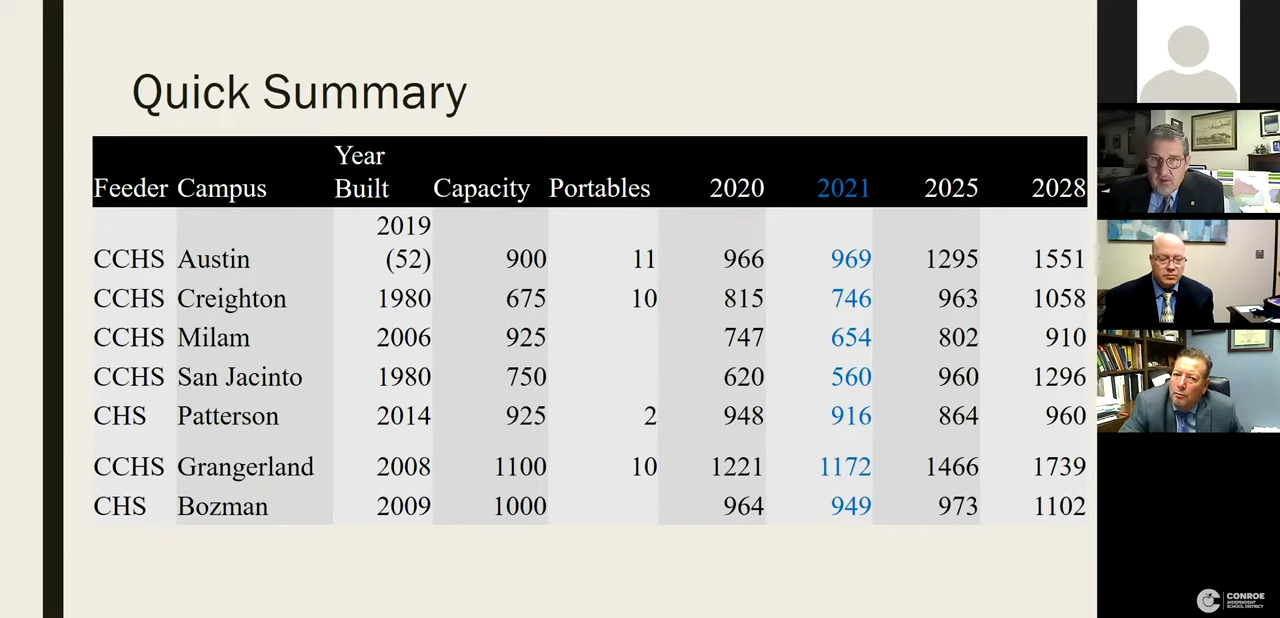 Quick Summary
Feeder Campus Year Built Capacity Portables 2020 2021 2025 2028
CCHS Austin 2019 (52) 900 11 966 969 1295 1551
CCHS Creighton 1980 675 10 815 746 963 1058
CCHS Milam 2006 925 747 654 802 910
CCHS San Jacinto 1980 750 620 560 960 1296
CHS Patterson 2014 925 2 948 916 864 960
CCHS Grangerland 2008 1100 10 1221 1172 1466 1739
CHS Bozman 2009 1000 964 949 973 1102
CONROE
INDEPENDENT
SCHOOL DISTRICT